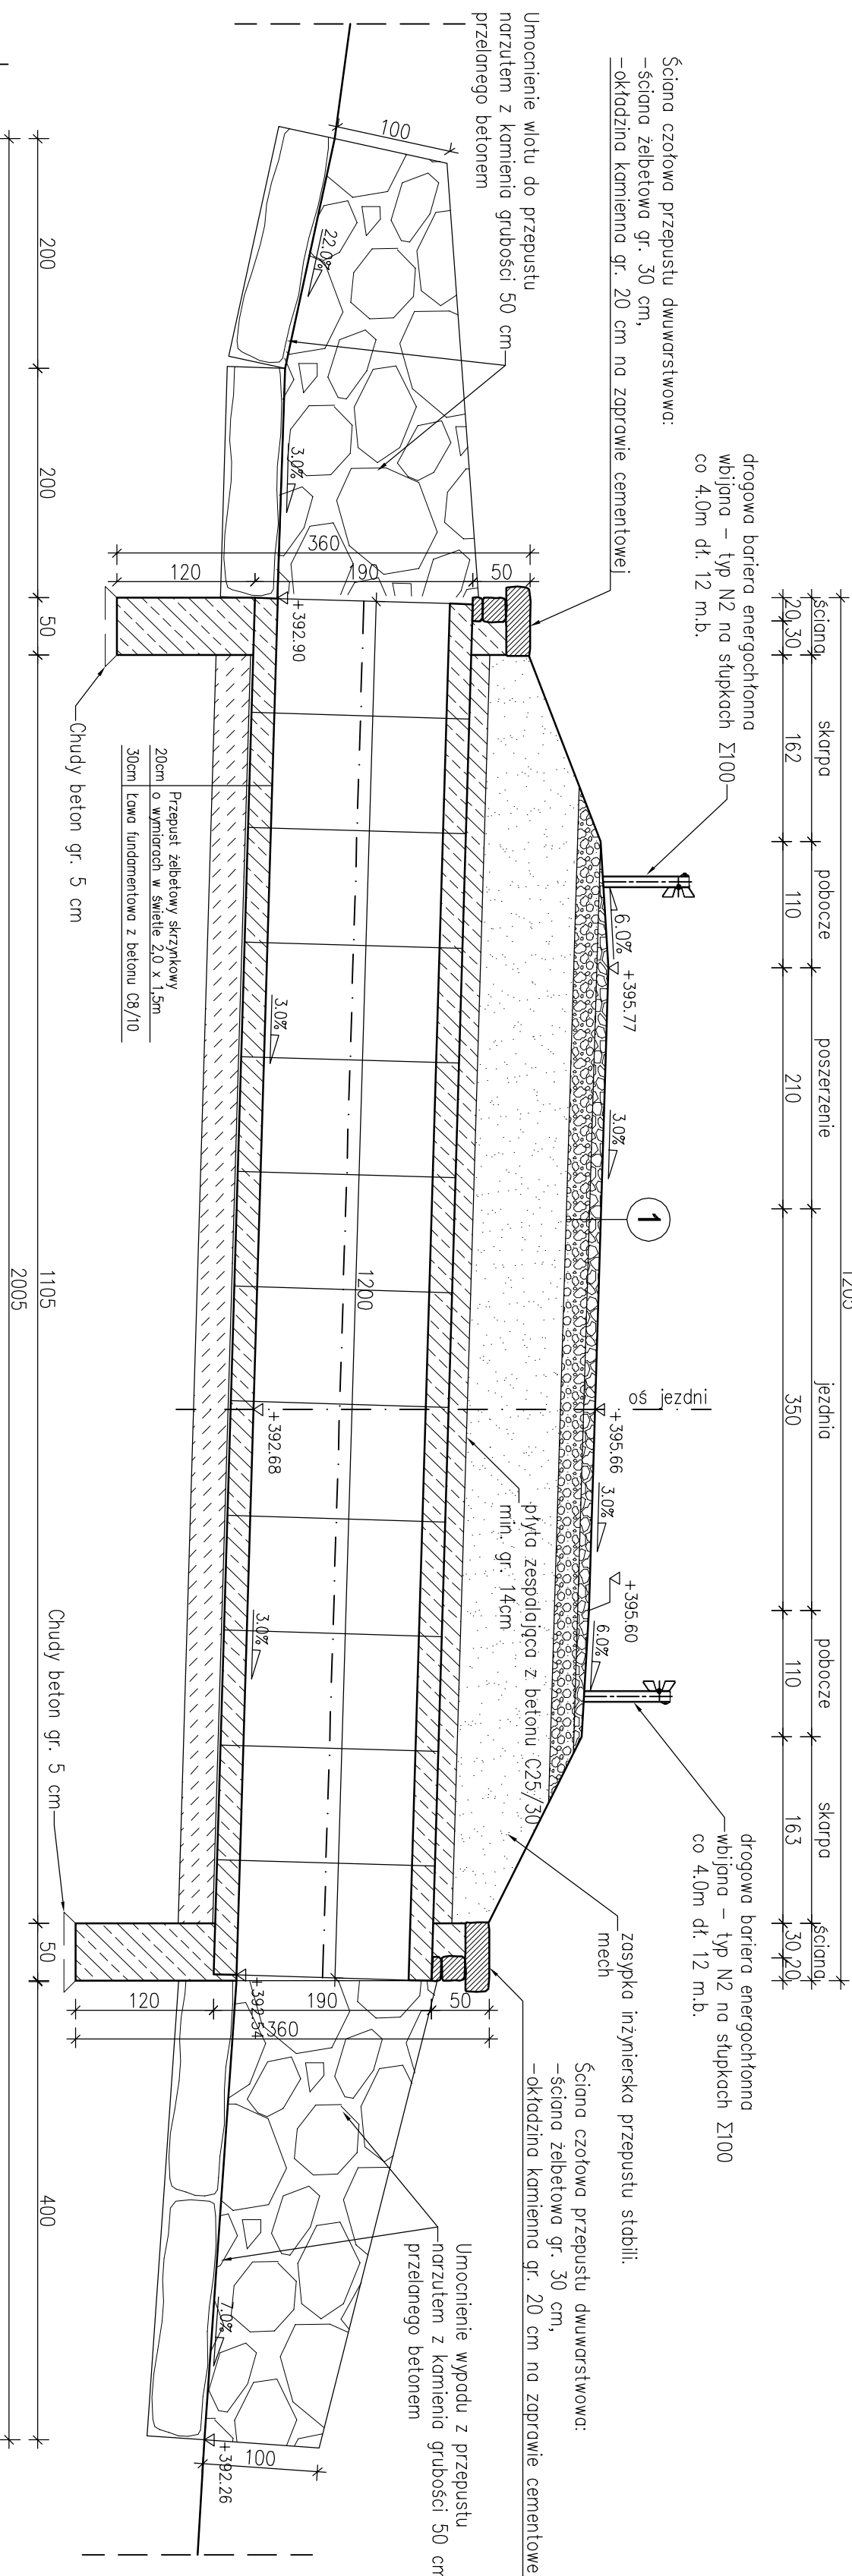 1205
ściana
skarpa
pobocze
poszerzenie
jezdnia
pobocze
skarpa
ściana
20
30
162
110
210
350
110
163
30
20
drogowa bariera energochłonna
wbijana - typ N2 na słupkach Σ100
co 4.0m dł. 12 m.b.
drogowa bariera energochłonna
wbijana - typ N2 na słupkach Σ100
co 4.0m dł. 12 m.b.
Ściana czołowa przepustu dwuwarstwowa:
-ściana żelbetowa gr. 30 cm,
-okładzina kamienna gr. 20 cm na zaprawie cementowej
Umocnienie wlotu do przepustu
narzutem z kamienia grubości 50 cm
przelanego betonem
6.0%
+395.77
3.0%
1
oś jezdni
+395.66
3.0%
+395.60
6.0%
zasypka inżynierska przepustu stabili.
mech
Ściana czołowa przepustu dwuwarstwowa:
-ściana żelbetowa gr. 30 cm,
-okładzina kamienna gr. 20 cm na zaprawie cementowe
płyta zespalająca z betonu C25/30
min. gr. 14cm
Umocnienie wypadu z przepustu
narzutem z kamienia grubości 50 cm
przelanego betonem
100
22.0%
3.0%
360
120
190
50
+392.90
1200
3.0%
+392.68
3.0%
+392.54
120
190
50
360
7.0%
+392.26
100
Przepust żelbetowy skrzynkowy
20cm o wymiarach w świetle 2,0 x 1,5m
30cm Ława fundamentowa z betonu C8/10
Chudy beton gr. 5 cm
Chudy beton gr. 5 cm
200
200
50
1105
50
400
2005